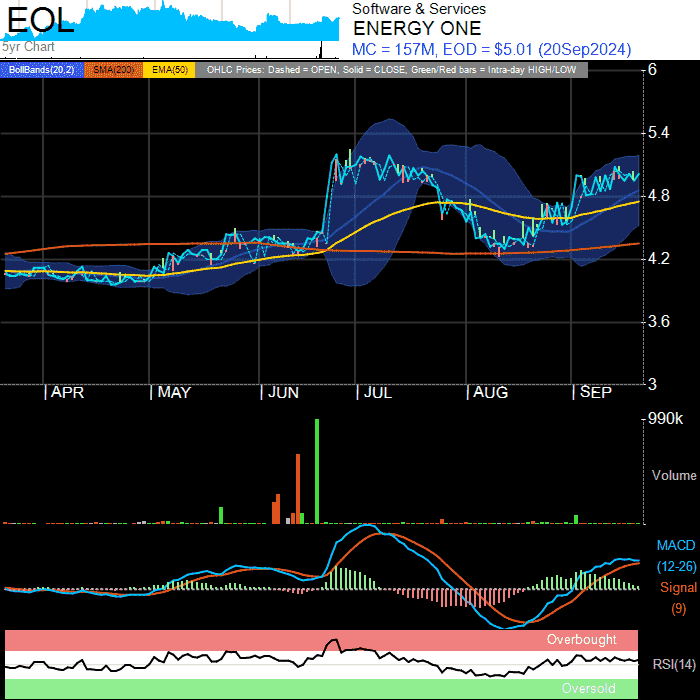 EOL
5yr Chart
Software & Services
ENERGY ONE
MC = 157M, EOD = $5.01 (20Sep2024)
BollBands(20,2) SMA(200) EMA(50) OHLC Prices: Dashed = OPEN, Solid = CLOSE, Green/Red bars = Intra-day HIGH/LOW
6
5.4
4.8
4.2
3.6
3
APR MAY JUN JUL AUG SEP
990k
Volume
MACD
(12-26)
Signal
(9)
Overbought
RSI(14)
Oversold